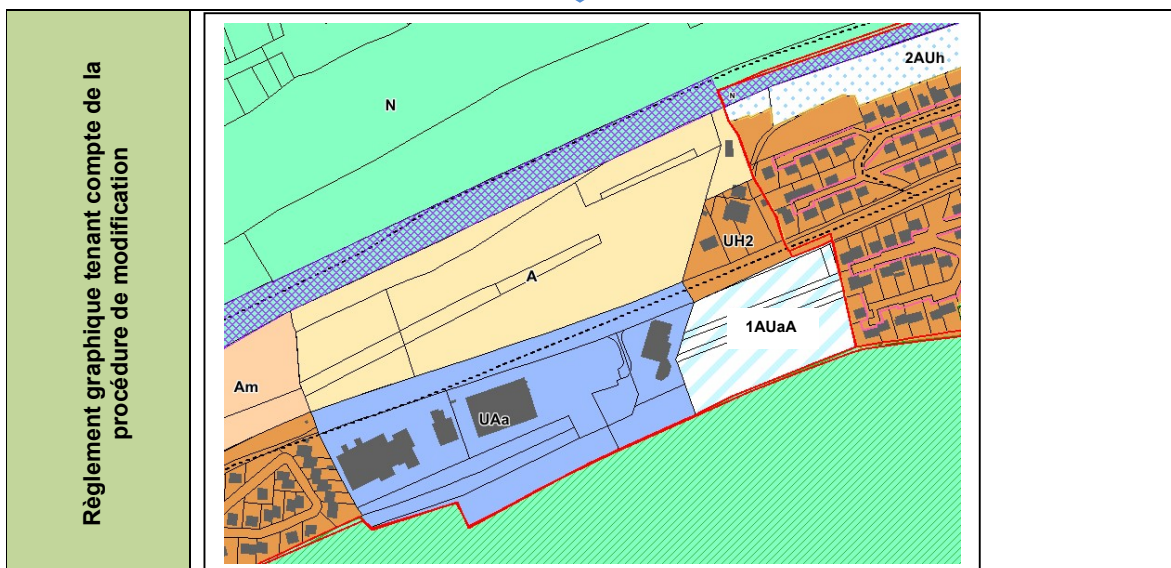 Règlement graphique tenant compte de la
procédure de modification
2AUh
N
N
UH2
A
1AUaA
Am
UAa